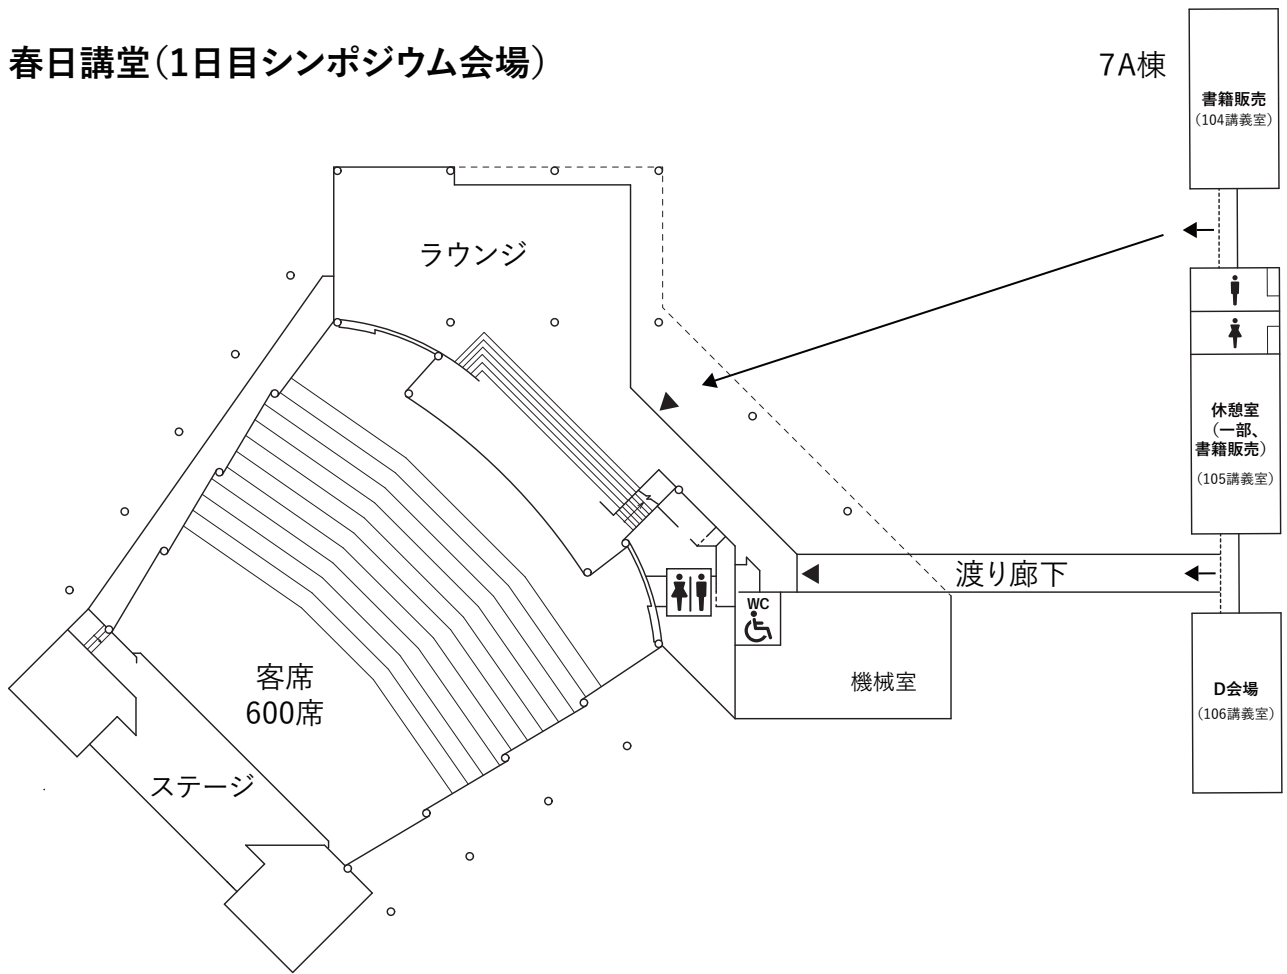 春日講堂(1日目シンポジウム会場)
7A棟
書籍販売
(104講義室)
ラウンジ
休憩室
(一部、
書籍販売)
(105講義室)
渡り廊下
WC
客席
600席
機械室
D会場
(106講義室)
ステージ